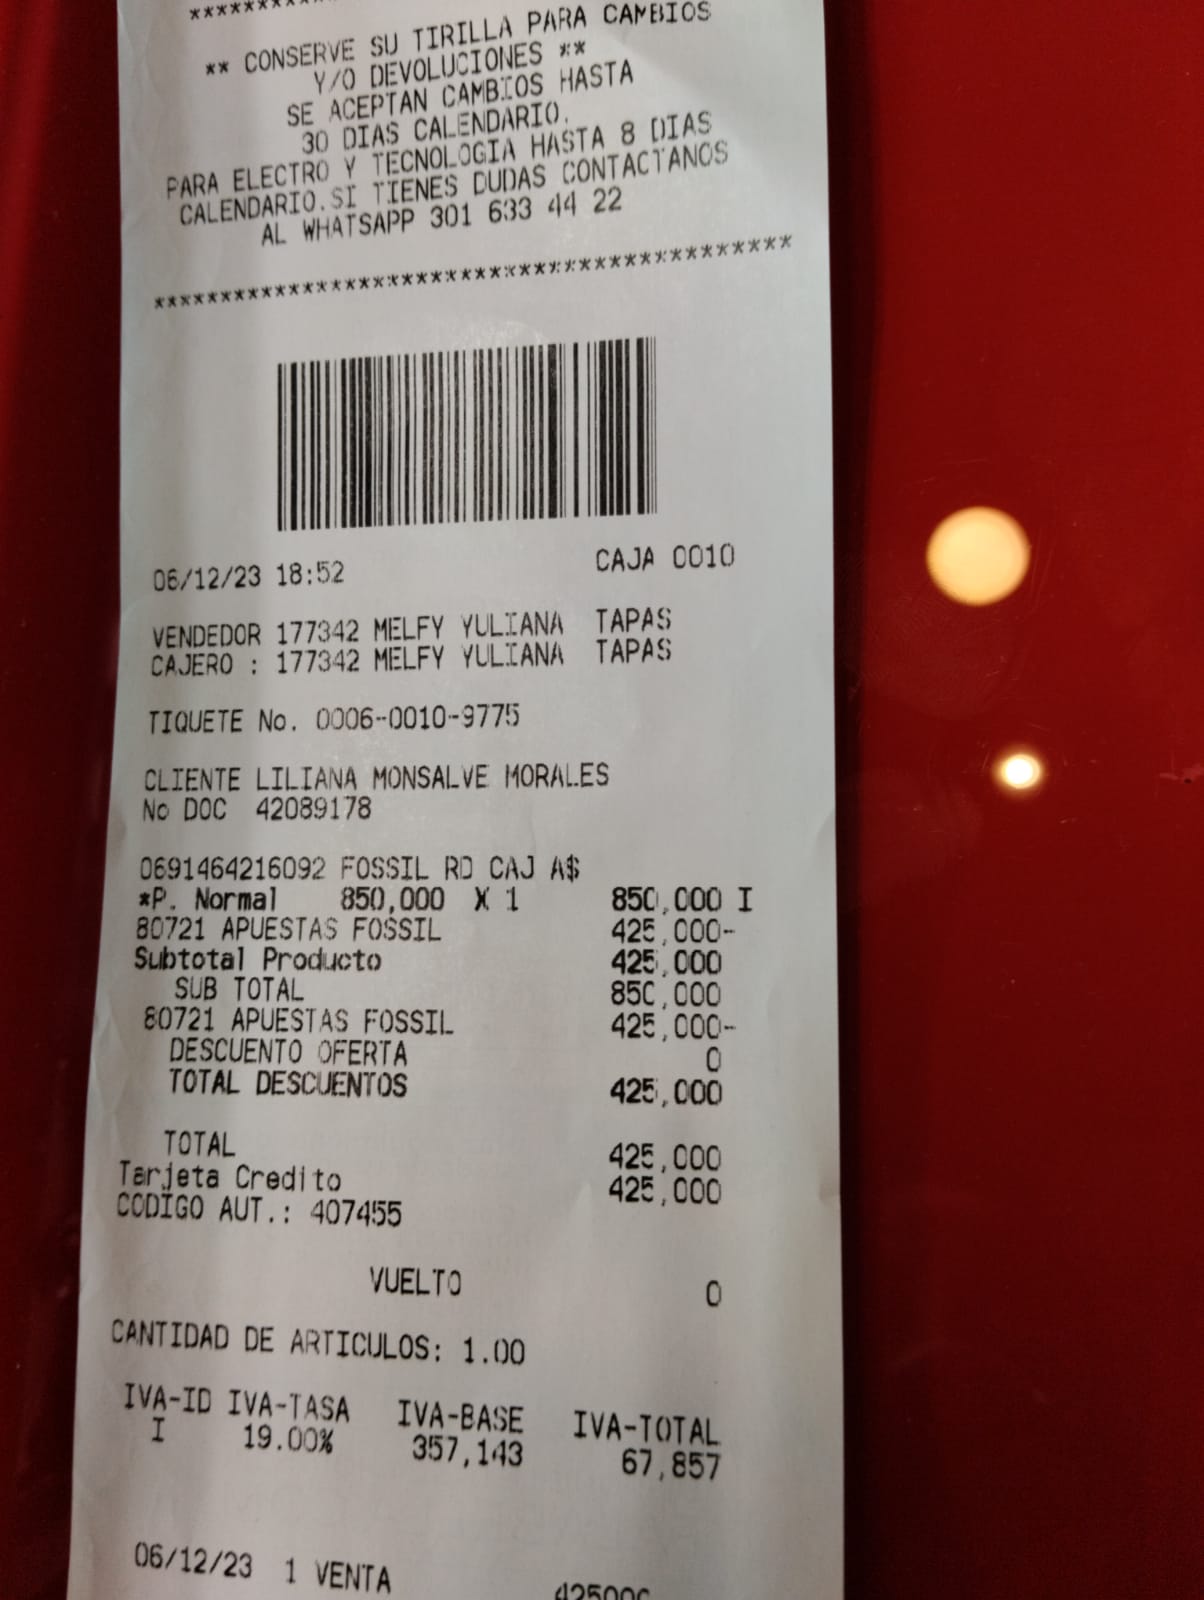 ** CONSERVE SU TIRILLA PARA CAMBIOS
Y/O DEVOLUCIONES **
SE ACEPTAN CAMBIOS HASTA
30 DIAS CALENDARIO.
PARA ELECTRO Y TECNOLOGIA HASTA 8 DIAS
CALENDARIO.SI TIENES DUDAS CONTACTANOS
AL WHATSAPP 301 633 44 22
***********************************************
06/12/23 18:52 CAJA 0010
VENDEDOR 177342 MELFY YULIANA TAPAS
CAJERO : 177342 MELFY YULIANA TAPAS
TIQUETE No. 0006-0010-9775
CLIENTE LILIANA MONSALVE MORALES
No DOC 42089178
0691464216092 FOSSIL RD CAJ A$
*P. Normal 850,000 X 1 850,000 I
80721 APUESTAS FOSSIL 425,000-
Subtotal Producto 425,000
SUB TOTAL 850,000
80721 APUESTAS FOSSIL 425,000-
DESCUENTO OFERTA 0
TOTAL DESCUENTOS 425,000
TOTAL 425,000
Tarjeta Credito 425,000
CODIGO AUT.: 407455
VUELTO 0
CANTIDAD DE ARTICULOS: 1.00
IVA-ID IVA-TASA IVA-BASE IVA-TOTAL
I 19.00% 357,143 67,857
06/12/23 1 VENTA 425000